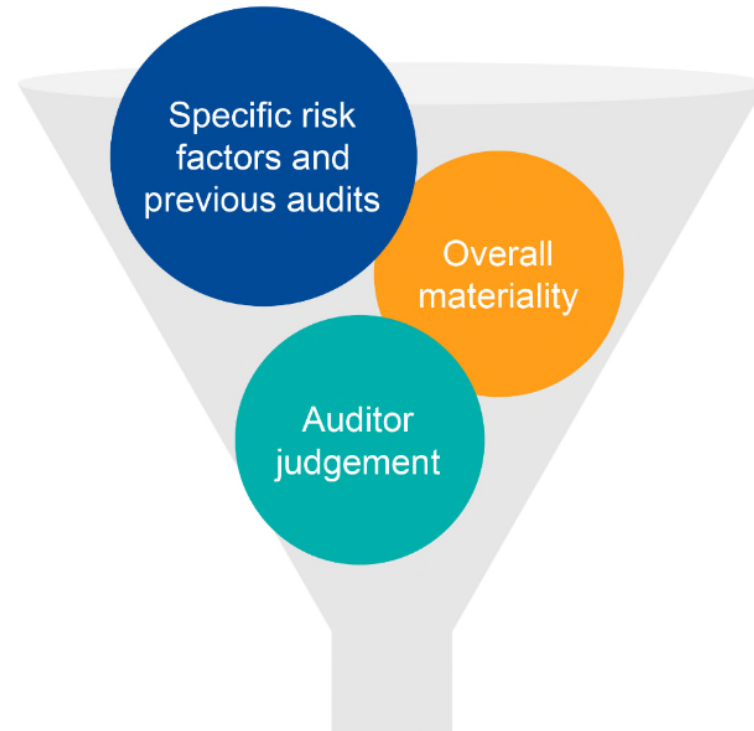 Specific risk
factors and
previous audits
Overall
materiality
Auditor
judgement